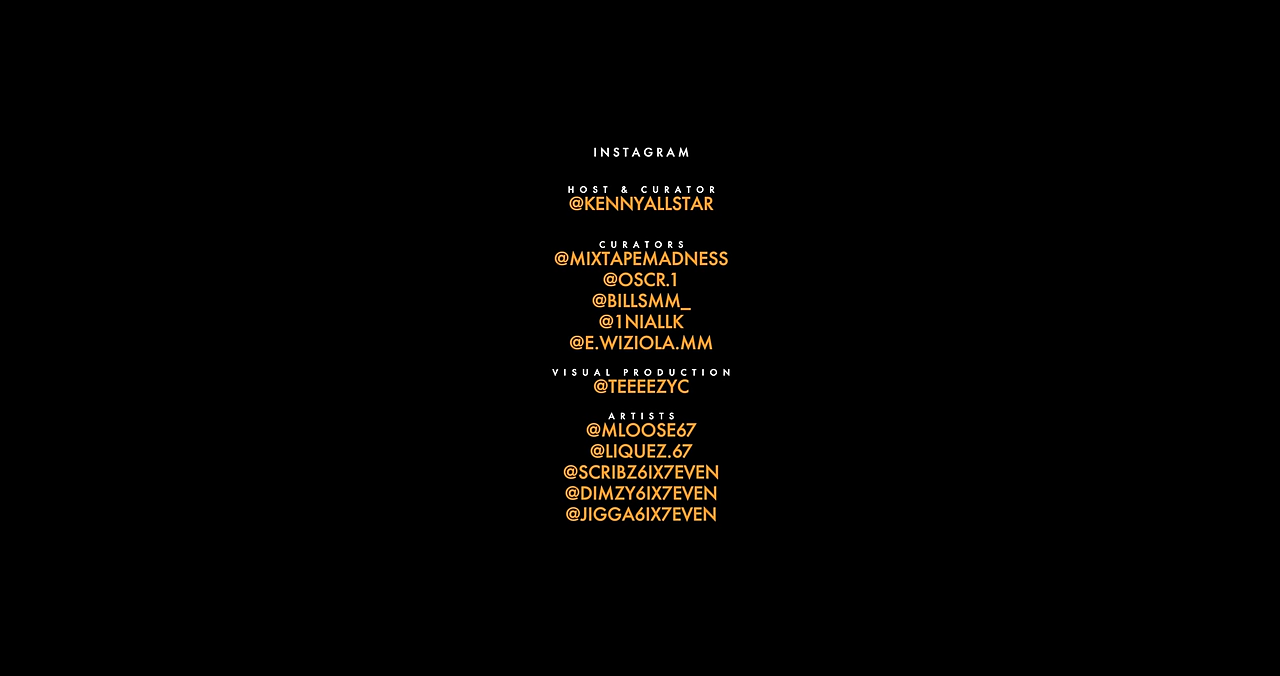 INSTAGRAM
HOST & CURATOR
@KENNYALLSTAR
CURATORS
@MIXTAPEMADNESS
@OSCR.1
@BILLSMM_
@1NIALLK
@E.WIZIOLA.MM
VISUAL PRODUCTION
@TEEEEZYC
ARTISTS
@MLOOSE67
@LIQUEZ.67
@SCRIBZ6IX7EVEN
@DIMZY6IX7EVEN
@JIGGA6IX7EVEN